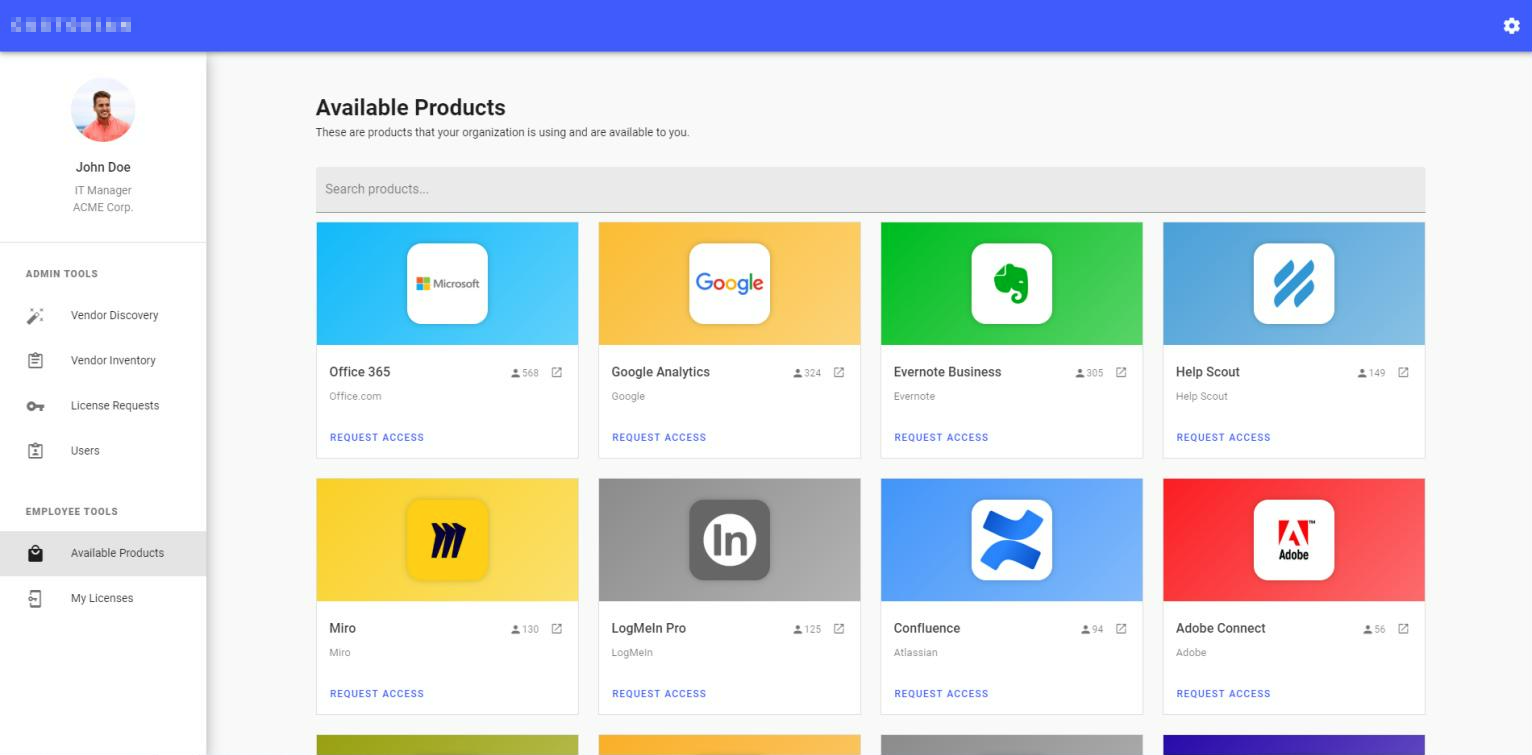 John Doe
IT Manager
ACME Corp.
ADMIN TOOLS
Vendor Discovery
Vendor Inventory
License Requests
Users
EMPLOYEE TOOLS
Available Products
My Licenses
Available Products
These are products that your organization is using and are available to you.
Search products...
Microsoft
Office 365
568
Office.com
REQUEST ACCESS
Google
Google Analytics
324
Google
REQUEST ACCESS
Evernote Business
305
Evernote
REQUEST ACCESS
Help Scout
149
Help Scout
REQUEST ACCESS
Miro
130
Miro
REQUEST ACCESS
In
LogMeIn Pro
125
LogMeIn
REQUEST ACCESS
Confluence
94
Atlassian
REQUEST ACCESS
Adobe™
Adobe Connect
56
Adobe
REQUEST ACCESS